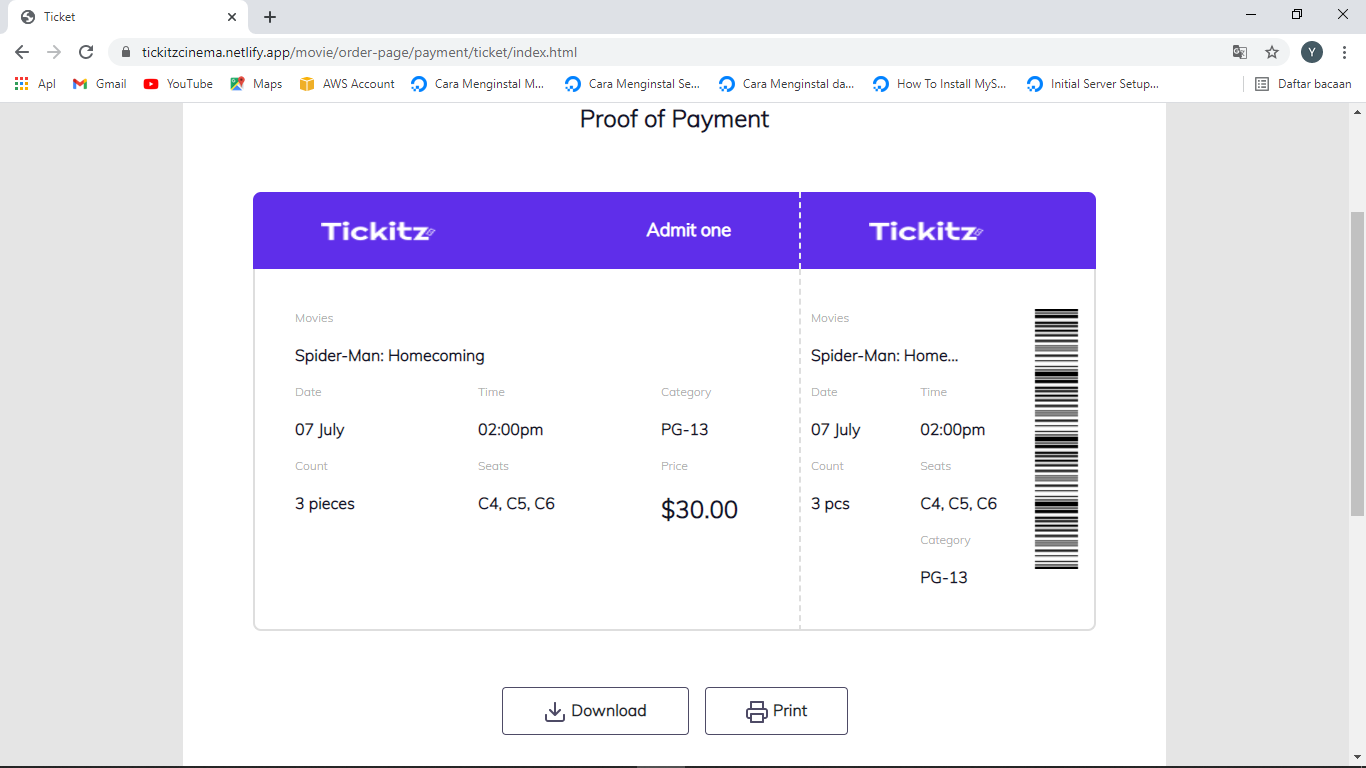 Ticket
tickitzcinema.netlify.app/movie/order-page/payment/ticket/index.html
Y
Apl
Gmail
YouTube
Maps
AWS Account
Cara Menginstal M...
Cara Menginstal Se...
Cara Menginstal da...
How To Install MyS...
Initial Server Setup...
Daftar bacaan
Proof of Payment
Tickitz
Admit one
Tickitz
Movies
Spider-Man: Homecoming
Date Time Category
07 July 02:00pm PG-13
Count Seats Price
3 pieces C4, C5, C6 $30.00
Movies
Spider-Man: Home...
Date Time
07 July 02:00pm
Count Seats
3 pcs C4, C5, C6
Category
PG-13
Download
Print